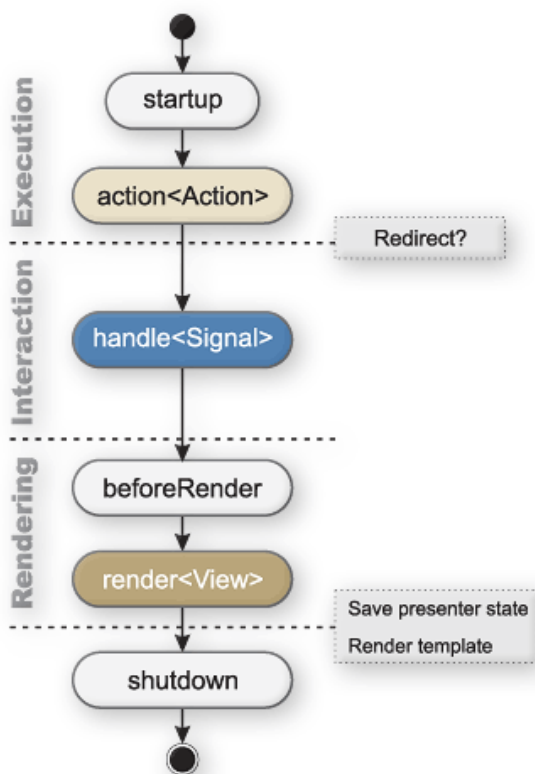 Execution
startup
action<Action>
Redirect?
Interaction
handle<Signal>
Rendering
beforeRender
render<View>
Save presenter state
Render template
shutdown